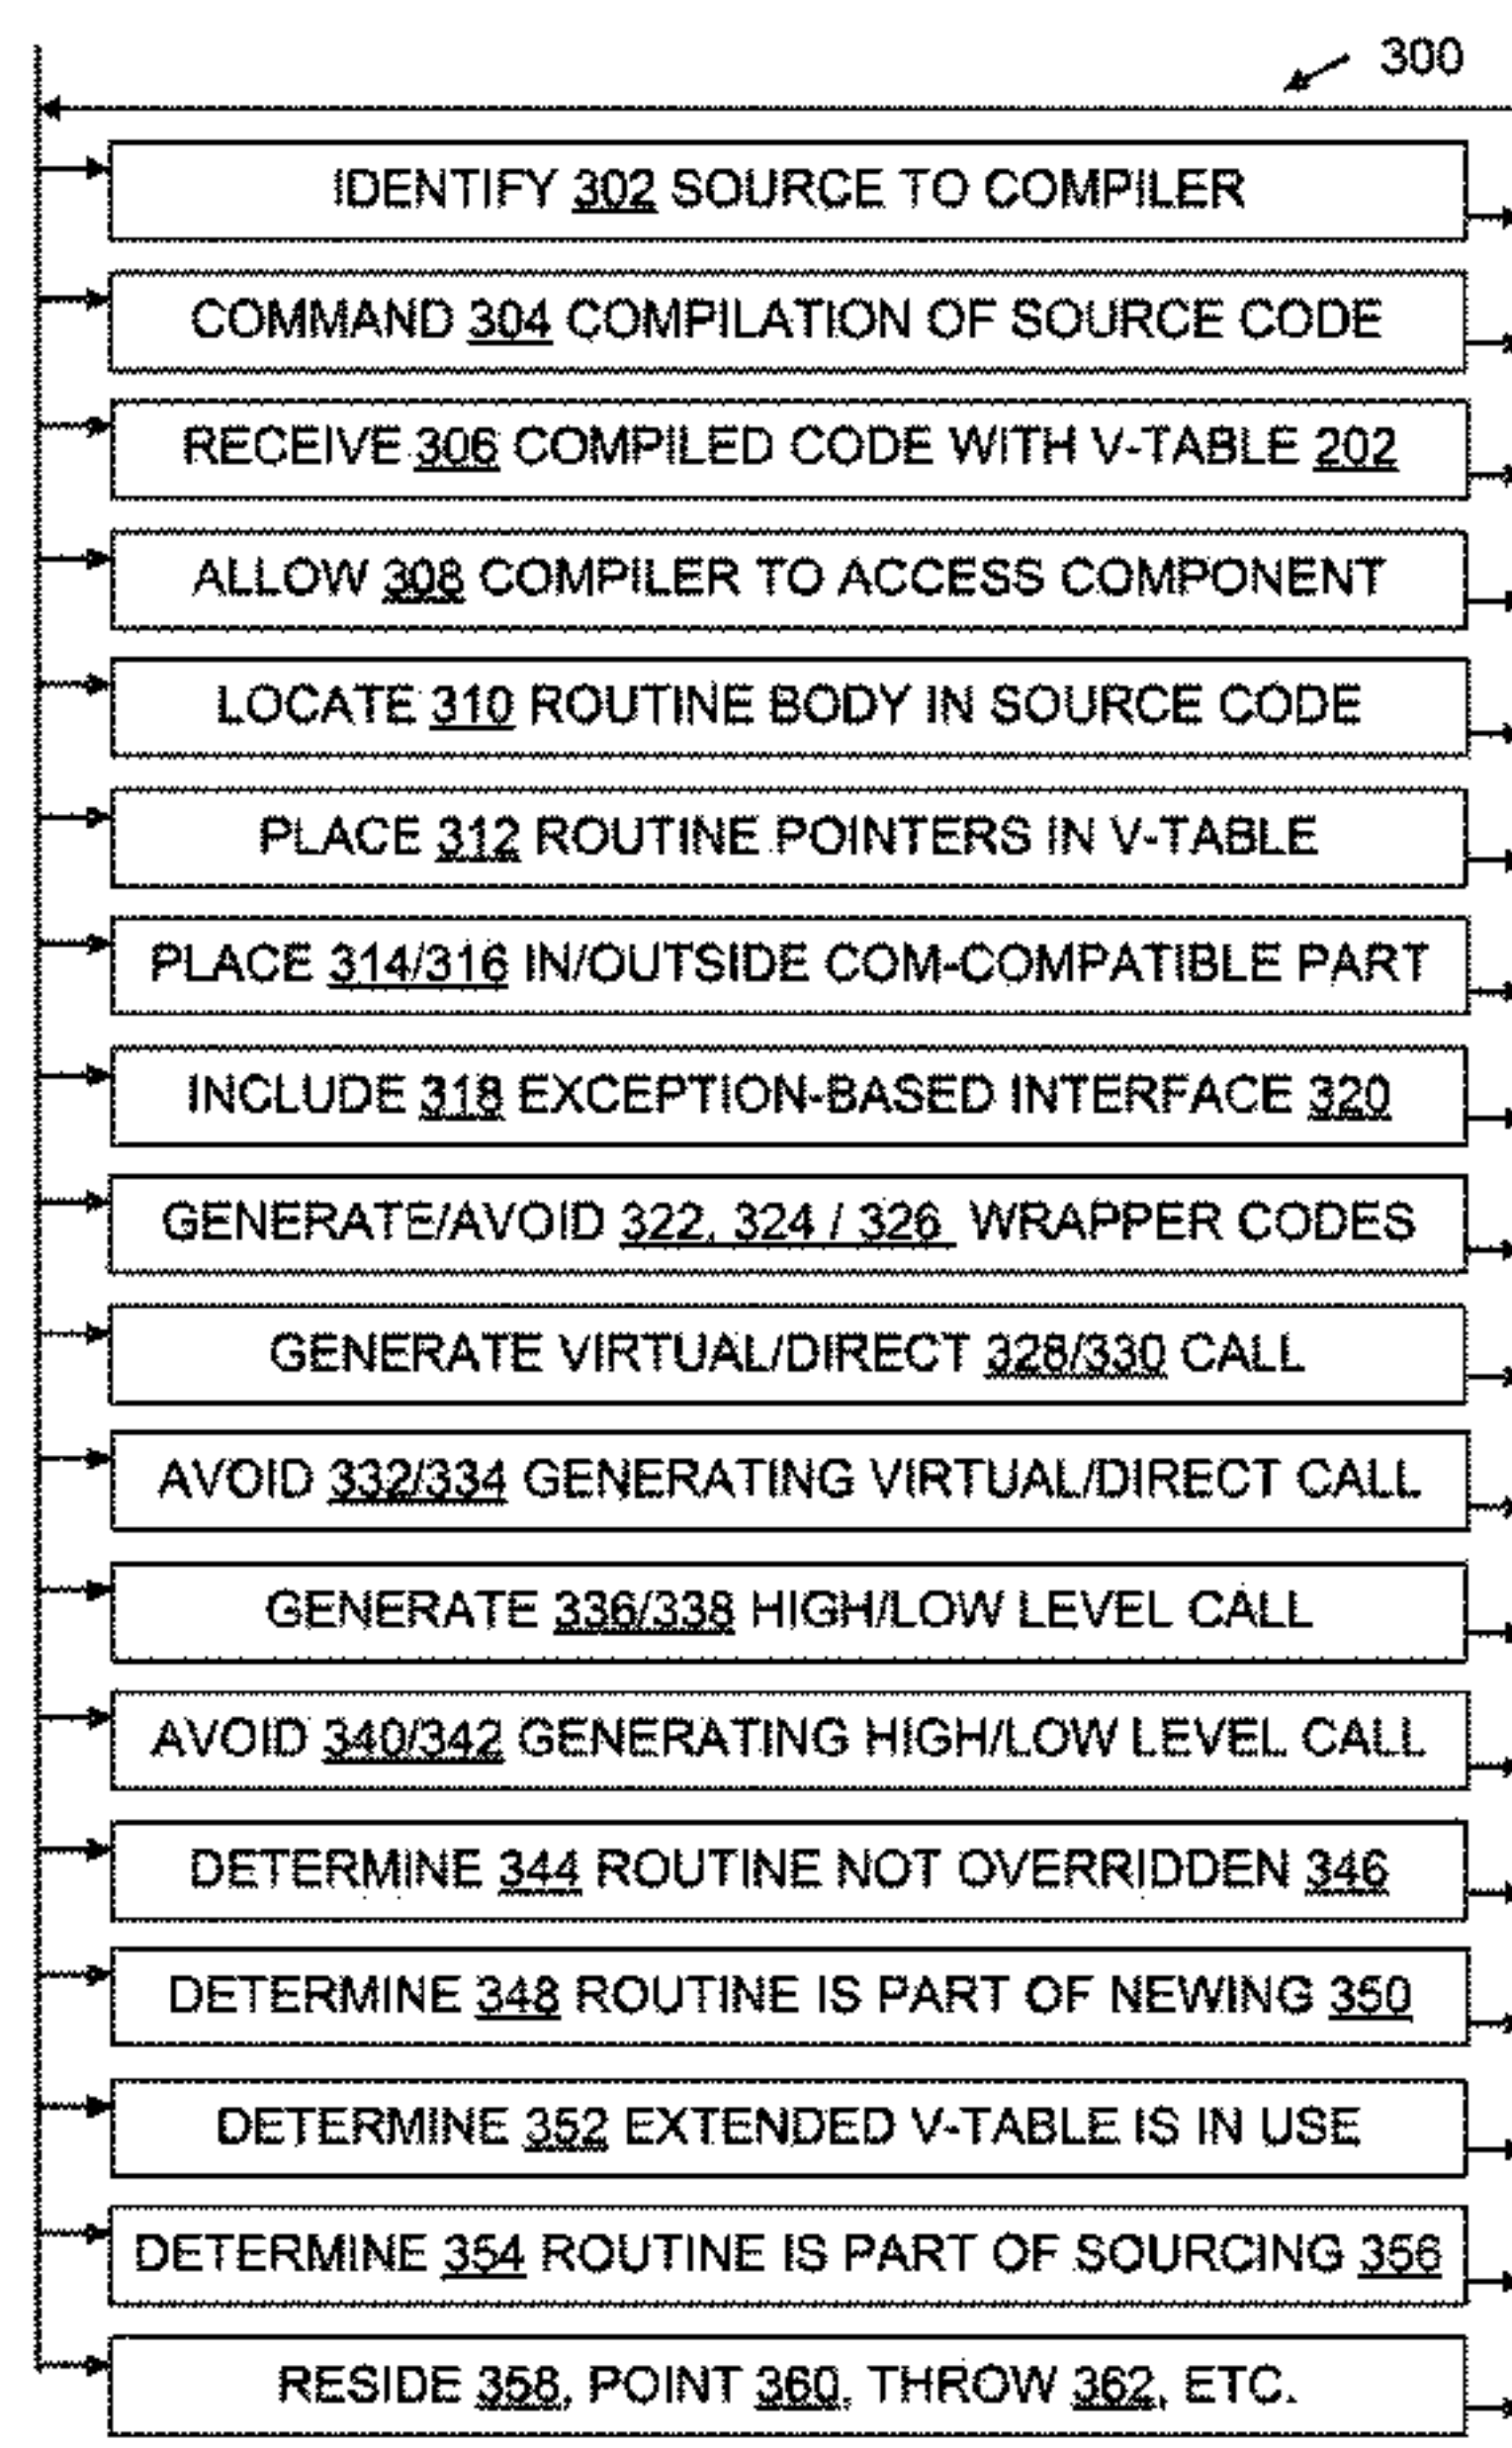 300
IDENTIFY 302 SOURCE TO COMPILER
COMMAND 304 COMPILATION OF SOURCE CODE
RECEIVE 306 COMPILED CODE WITH V-TABLE 202
ALLOW 308 COMPILER TO ACCESS COMPONENT
LOCATE 310 ROUTINE BODY IN SOURCE CODE
PLACE 312 ROUTINE POINTERS IN V-TABLE
PLACE 314/316 IN/OUTSIDE COM-COMPATIBLE PART
INCLUDE 318 EXCEPTION-BASED INTERFACE 320
GENERATE/AVOID 322, 324 / 326 WRAPPER CODES
GENERATE VIRTUAL/DIRECT 328/330 CALL
AVOID 332/334 GENERATING VIRTUAL/DIRECT CALL
GENERATE 336/338 HIGH/LOW LEVEL CALL
AVOID 340/342 GENERATING HIGH/LOW LEVEL CALL
DETERMINE 344 ROUTINE NOT OVERRIDDEN 346
DETERMINE 348 ROUTINE IS PART OF NEWING 350
DETERMINE 352 EXTENDED V-TABLE IS IN USE
DETERMINE 354 ROUTINE IS PART OF SOURCING 356
RESIDE 358, POINT 360, THROW 362, ETC.